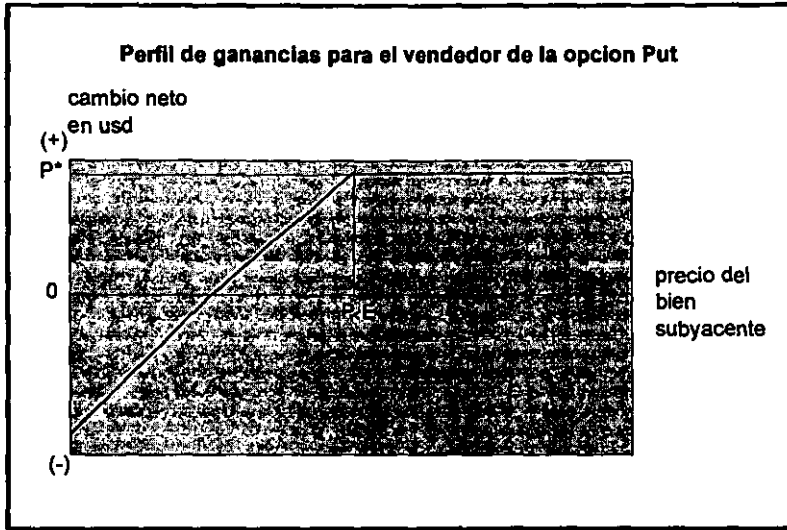 Perfil de ganancias para el vendedor de la opcion Put
cambio neto
en usd
(+)
P*
0
P.E.
precio del
bien
subyacente
(-)